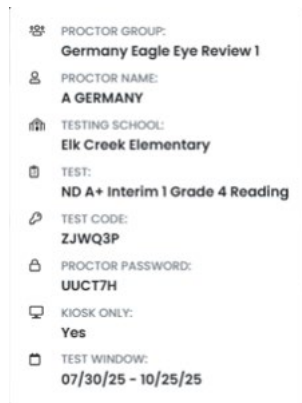 PROCTOR GROUP:
Germany Eagle Eye Review 1
PROCTOR NAME:
A GERMANY
TESTING SCHOOL:
Elk Creek Elementary
TEST:
ND A+ Interim 1 Grade 4 Reading
TEST CODE:
ZJWQ3P
PROCTOR PASSWORD:
UUCT7H
KIOSK ONLY:
Yes
TEST WINDOW:
07/30/25 - 10/25/25